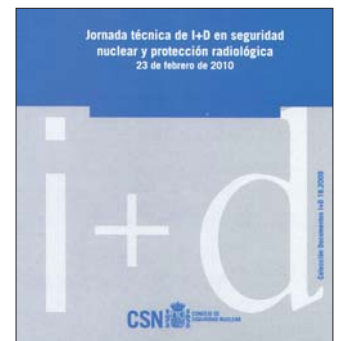 Jornada técnica de I+D en seguridad
nuclear y protección radiológica
23 de febrero de 2010
i+d
Colección Documentos I+D 18.2009
CSN
CONSEJO DE
SEGURIDAD NUCLEAR